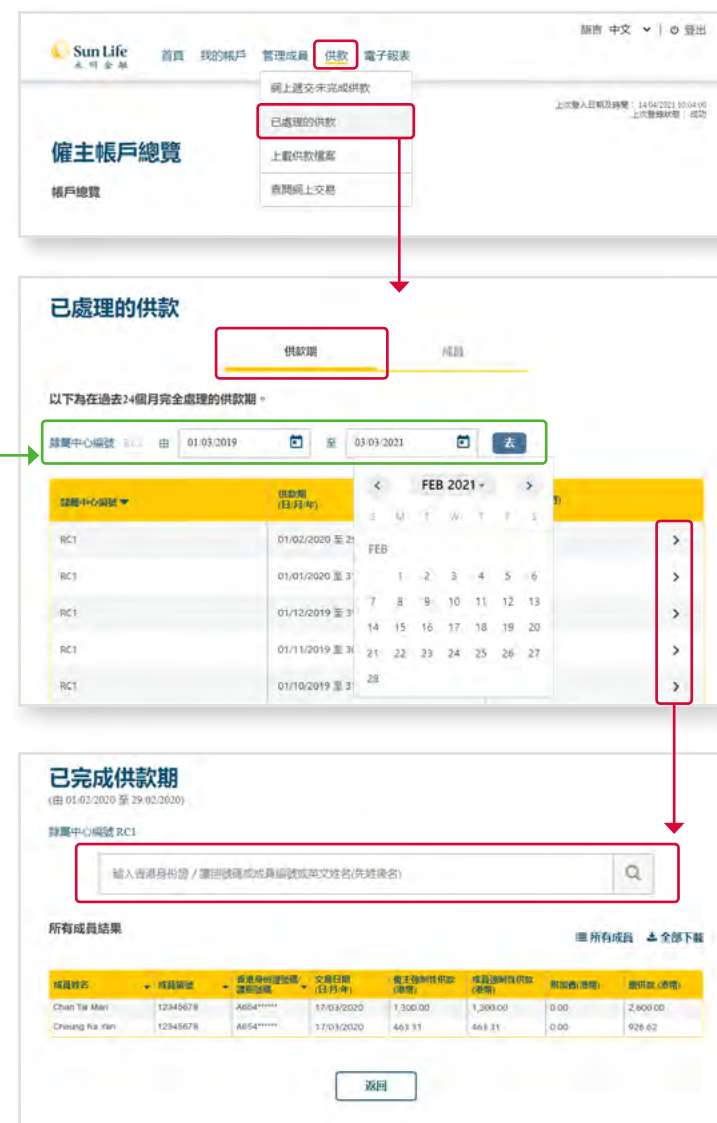 語言 中文 | 登出
Sun Life
永明金融
首頁 我的帳戶 管理成員 供款 電子報表
網上遞交未完成供款
已處理的供款
上載供款檔案
查閱網上交易
上次登入日期及時間： 14/04/2021 10:04:06
上次登錄狀態： 成功
僱主帳戶總覽
帳戶總覽
已處理的供款
供款期 成員
以下為在過去24個月完全處理的供款期。
隸屬中心編號 RC1 由 01/03/2019 至 03/03/2021 去
隸屬中心編號 供款期
(日/月/年)
FEB 2021
S M T W T F S
FEB
1 2 3 4 5 6
7 8 9 10 11 12 13
14 15 16 17 18 19 20
21 22 23 24 25 26 27
28
RC1 01/02/2020 至 2
RC1 01/01/2020 至 3
RC1 01/12/2019 至 3
RC1 01/11/2019 至 3
RC1 01/10/2019 至 3
已完成供款期
(由 01/02/2020 至 29/02/2020)
隸屬中心編號 RC1
輸入香港身份證 / 護照號碼或成員編號或英文姓名(先姓後名)
所有成員結果
所有成員 全部下載
成員姓名 成員編號 香港身份證號碼/護照號碼 交易日期(日/月/年) 僱主強制性供款(港幣) 成員強制性供款(港幣) 附加費(港幣) 總供款 (港幣)
Chan Tai Man 12345678 A654****** 17/03/2020 1,300.00 1,300.00 0.00 2,600.00
Cheung Ka Yan 12345678 A654****** 17/03/2020 463.31 463.31 0.00 926.62
返回